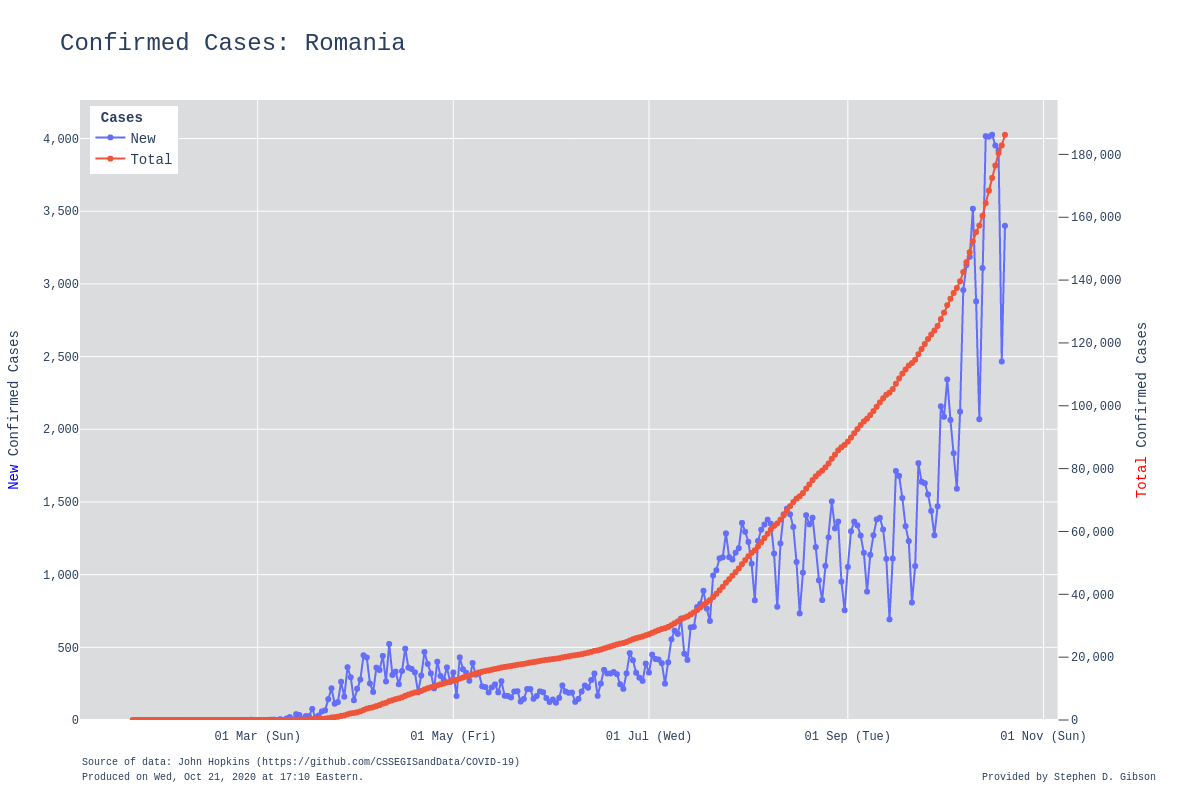 Confirmed Cases: Romania
Cases
New
Total
4,000
3,500
3,000
2,500
2,000
1,500
1,000
500
0
New Confirmed Cases
180,000
160,000
140,000
120,000
100,000
80,000
60,000
40,000
20,000
0
Total Confirmed Cases
01 Mar (Sun) 01 May (Fri) 01 Jul (Wed) 01 Sep (Tue) 01 Nov (Sun)
Source of data: John Hopkins (https://github.com/CSSEGISandData/COVID-19)
Produced on Wed, Oct 21, 2020 at 17:10 Eastern.
Provided by Stephen D. Gibson